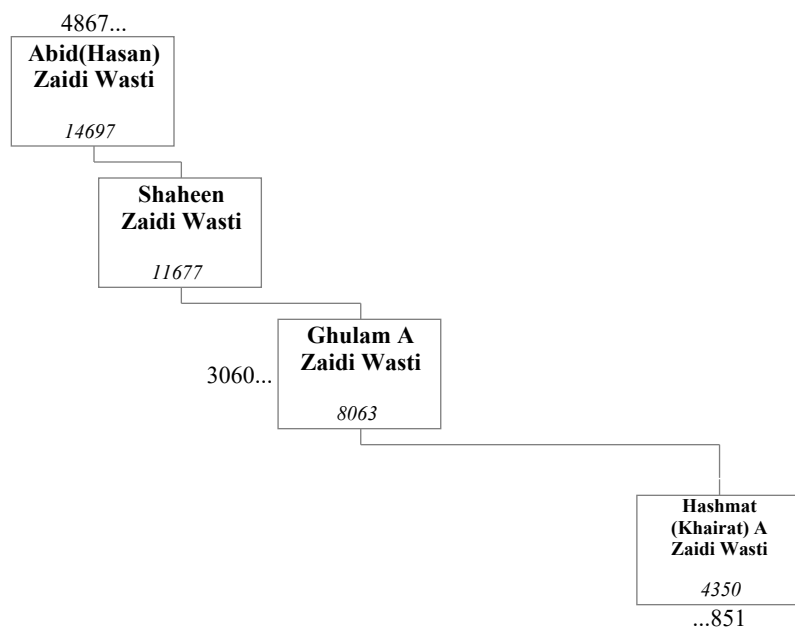 4867...
Abid(Hasan)
Zaidi Wasti
14697
Shaheen
Zaidi Wasti
11677
Ghulam A
Zaidi Wasti
3060...
8063
Hashmat
(Khairat) A
Zaidi Wasti
4350
...851